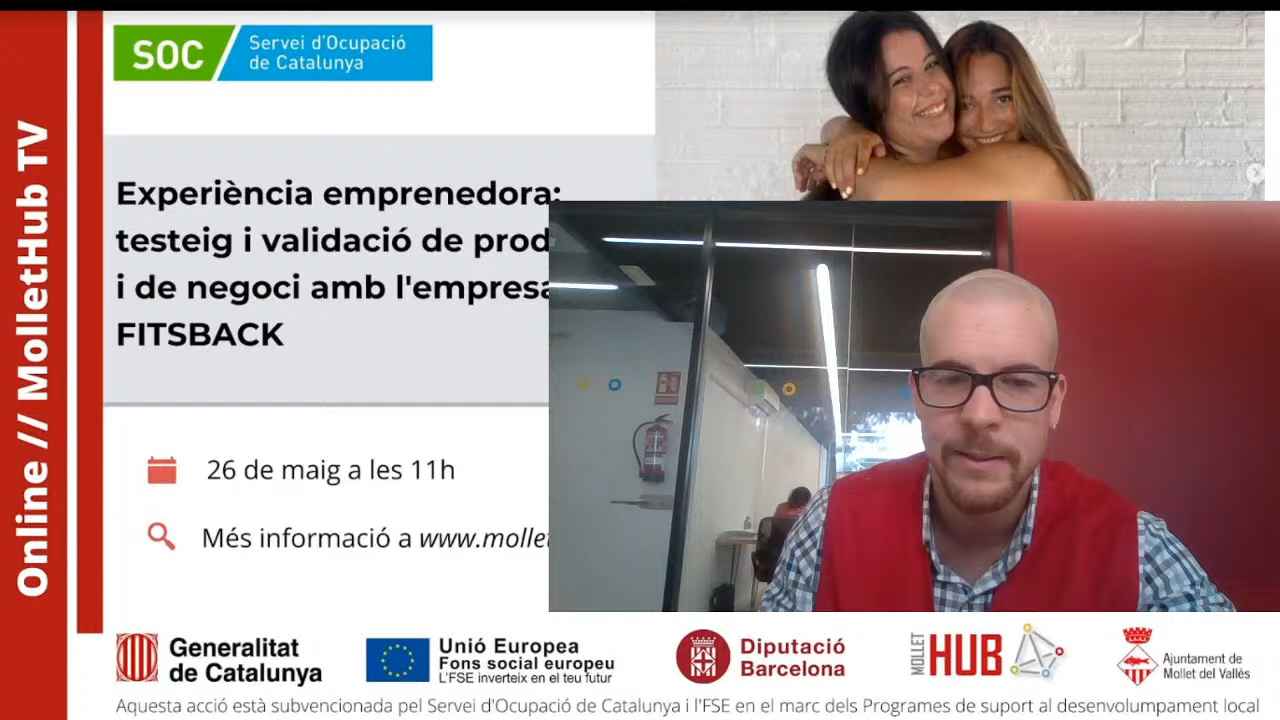 Online // MolletHub TV
SOC
Servei d'Ocupació
de Catalunya
Experiència emprenedora:
testeig i validació de prod
i de negoci amb l'empresa
FITSBACK
26 de maig a les 11h
Més informació a www.mollet
Generalitat
de Catalunya
Unió Europea
Fons social europeu
L'FSE inverteix en el teu futur
Diputació
Barcelona
MOLLET
HUB
Ajuntament de
Mollet del Vallès
Aquesta acció està subvencionada pel Servei d'Ocupació de Catalunya i l'FSE en el marc dels Programes de suport al desenvolumpament local